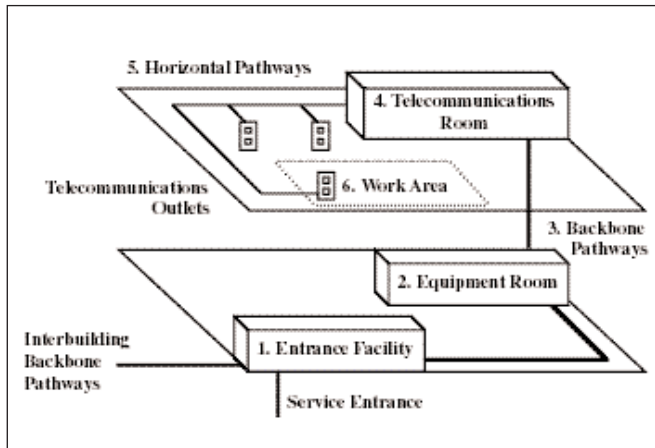 5. Horizontal Pathways
4. Telecommunications
Room
Telecommunications
Outlets
6. Work Area
3. Backbone
Pathways
2. Equipment Room
Interbuilding
Backbone
Pathways
1. Entrance Facility
Service Entrance